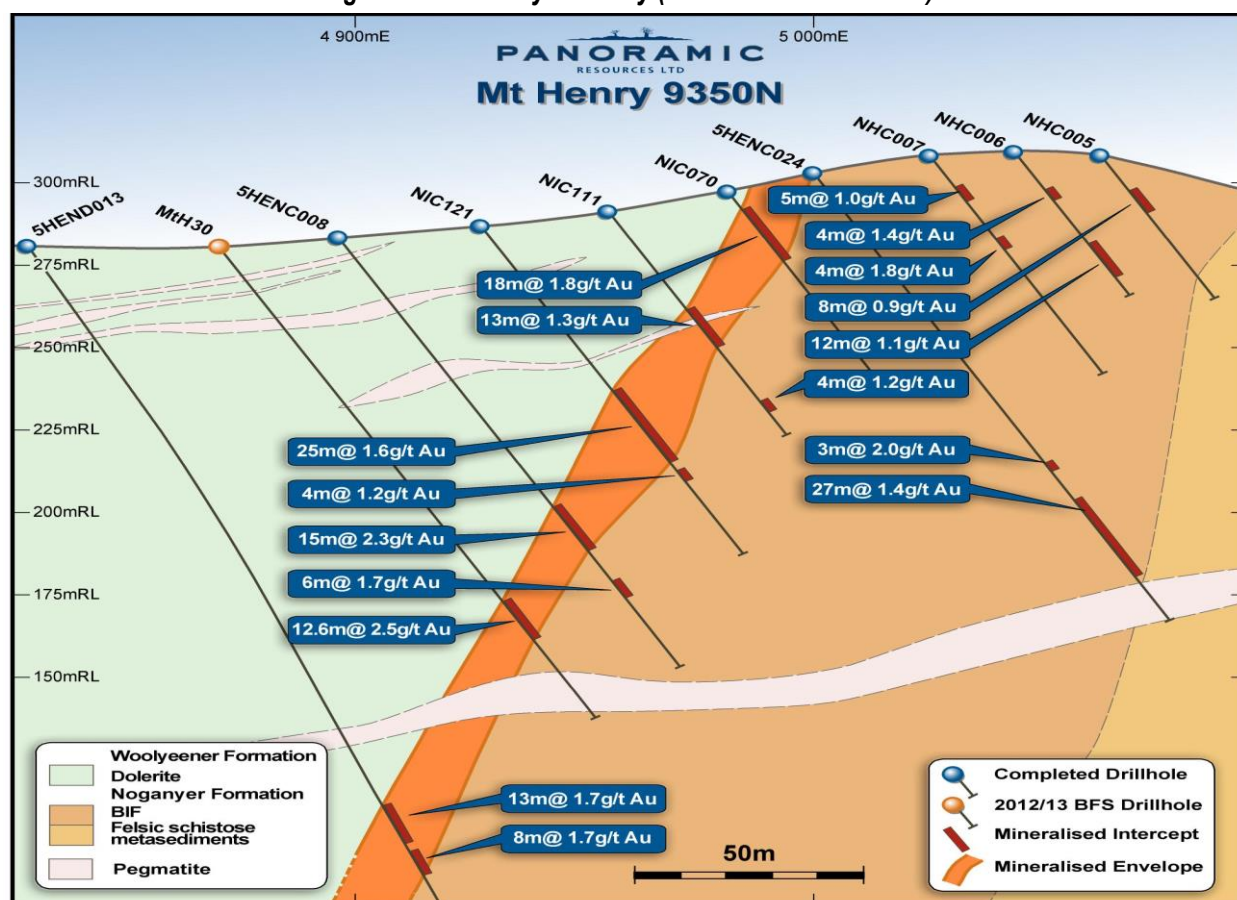 4 900mE
5 000mE
PANORAMIC
RESOURCES LTD
Mt Henry 9350N
5HEND013
MtH30
5HENC008
NIC121
NIC111
NIC070
5HENC024
NHC007
NHC006
NHC005
300mRL
275mRL
250mRL
225mRL
200mRL
175mRL
150mRL
5m@ 1.0g/t Au
4m@ 1.4g/t Au
4m@ 1.8g/t Au
8m@ 0.9g/t Au
12m@ 1.1g/t Au
4m@ 1.2g/t Au
3m@ 2.0g/t Au
27m@ 1.4g/t Au
18m@ 1.8g/t Au
13m@ 1.3g/t Au
25m@ 1.6g/t Au
4m@ 1.2g/t Au
15m@ 2.3g/t Au
6m@ 1.7g/t Au
12.6m@ 2.5g/t Au
13m@ 1.7g/t Au
8m@ 1.7g/t Au
Woolyeener Formation
Dolerite
Noganyer Formation
BIF
Felsic schistose
metasediments
Pegmatite
50m
Completed Drillhole
2012/13 BFS Drillhole
Mineralised Intercept
Mineralised Envelope